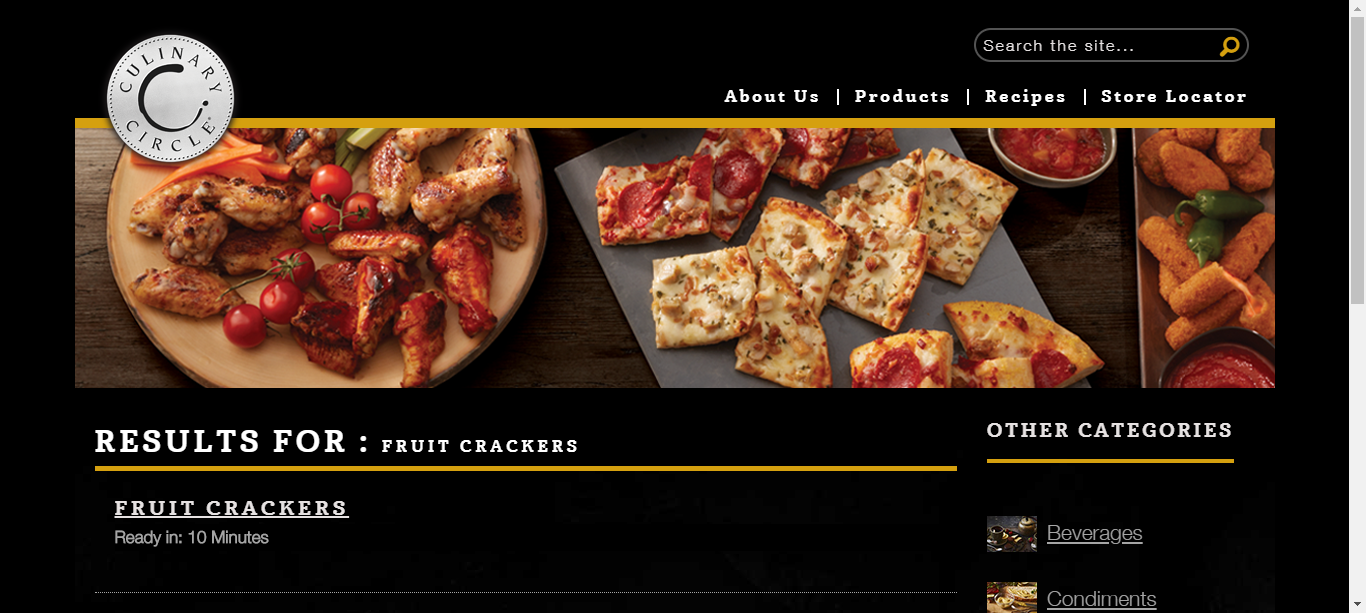 CULINARY
CIRCLE®
Search the site...
About Us | Products | Recipes | Store Locator
RESULTS FOR : FRUIT CRACKERS
FRUIT CRACKERS
Ready in: 10 Minutes
OTHER CATEGORIES
Beverages
Condiments